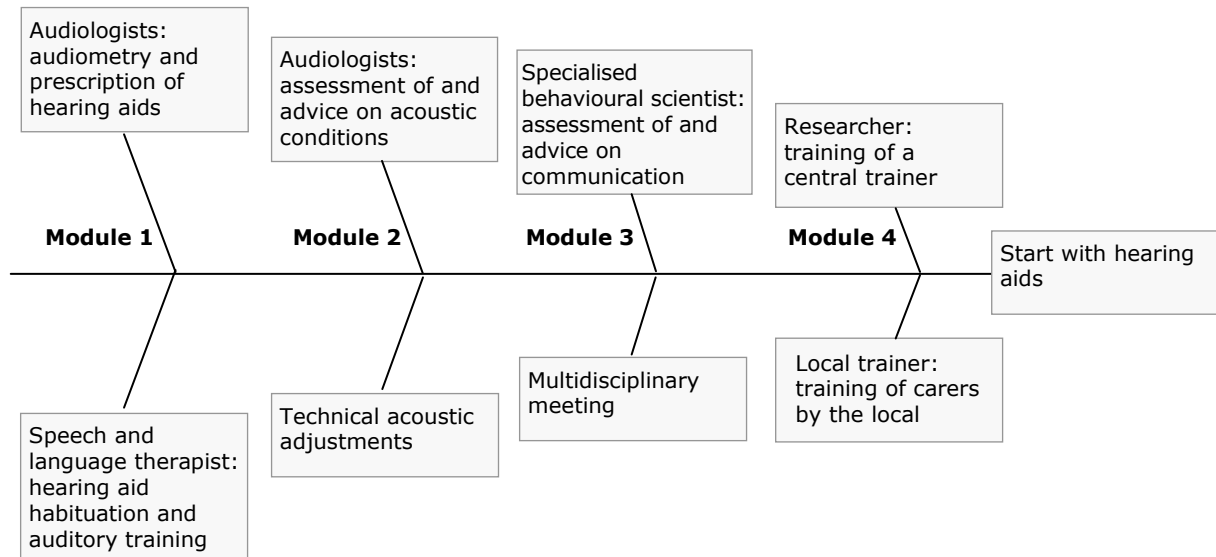 Audiologists:
audiometry and
prescription of
hearing aids
Audiologists:
assessment of and
advice on acoustic
conditions
Specialised
behavioural scientist:
assessment of and
advice on
communication
Researcher:
training of a
central trainer
Module 1
Module 2
Module 3
Module 4
Start with hearing
aids
Speech and
language therapist:
hearing aid
habituation and
auditory training
Technical acoustic
adjustments
Multidisciplinary
meeting
Local trainer:
training of carers
by the local